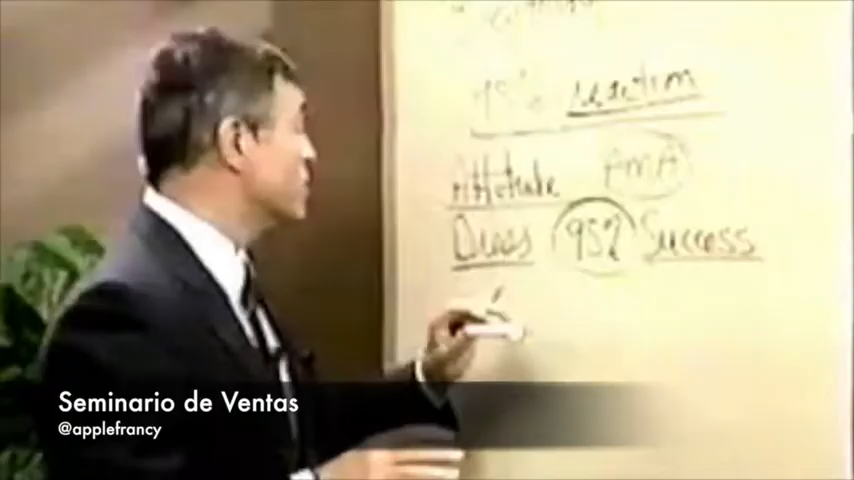 95% reaction
Attitude PMA
Dues 95% Success
Seminario de Ventas
@applefrancy